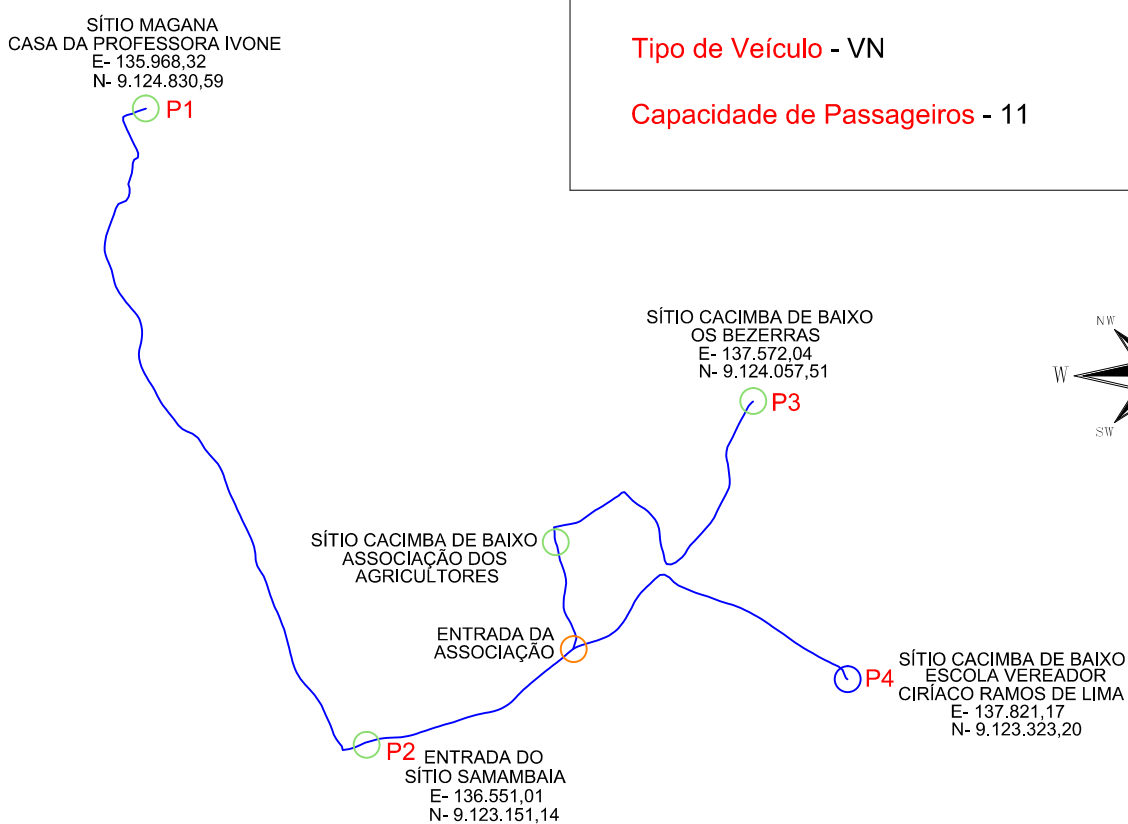 SÍTIO MAGANA
CASA DA PROFESSORA IVONE
E- 135.968,32
N- 9.124.830,59
P1
Tipo de Veículo - VN
Capacidade de Passageiros - 11
SÍTIO CACIMBA DE BAIXO
OS BEZERRAS
E- 137.572,04
N- 9.124.057,51
P3
NW
W
SW
SÍTIO CACIMBA DE BAIXO
ASSOCIAÇÃO DOS
AGRICULTORES
ENTRADA DA
ASSOCIAÇÃO
P4
SÍTIO CACIMBA DE BAIXO
ESCOLA VEREADOR
CIRÍACO RAMOS DE LIMA
E- 137.821,17
N- 9.123.323,20
P2
ENTRADA DO
SÍTIO SAMAMBAIA
E- 136.551,01
N- 9.123.151,14